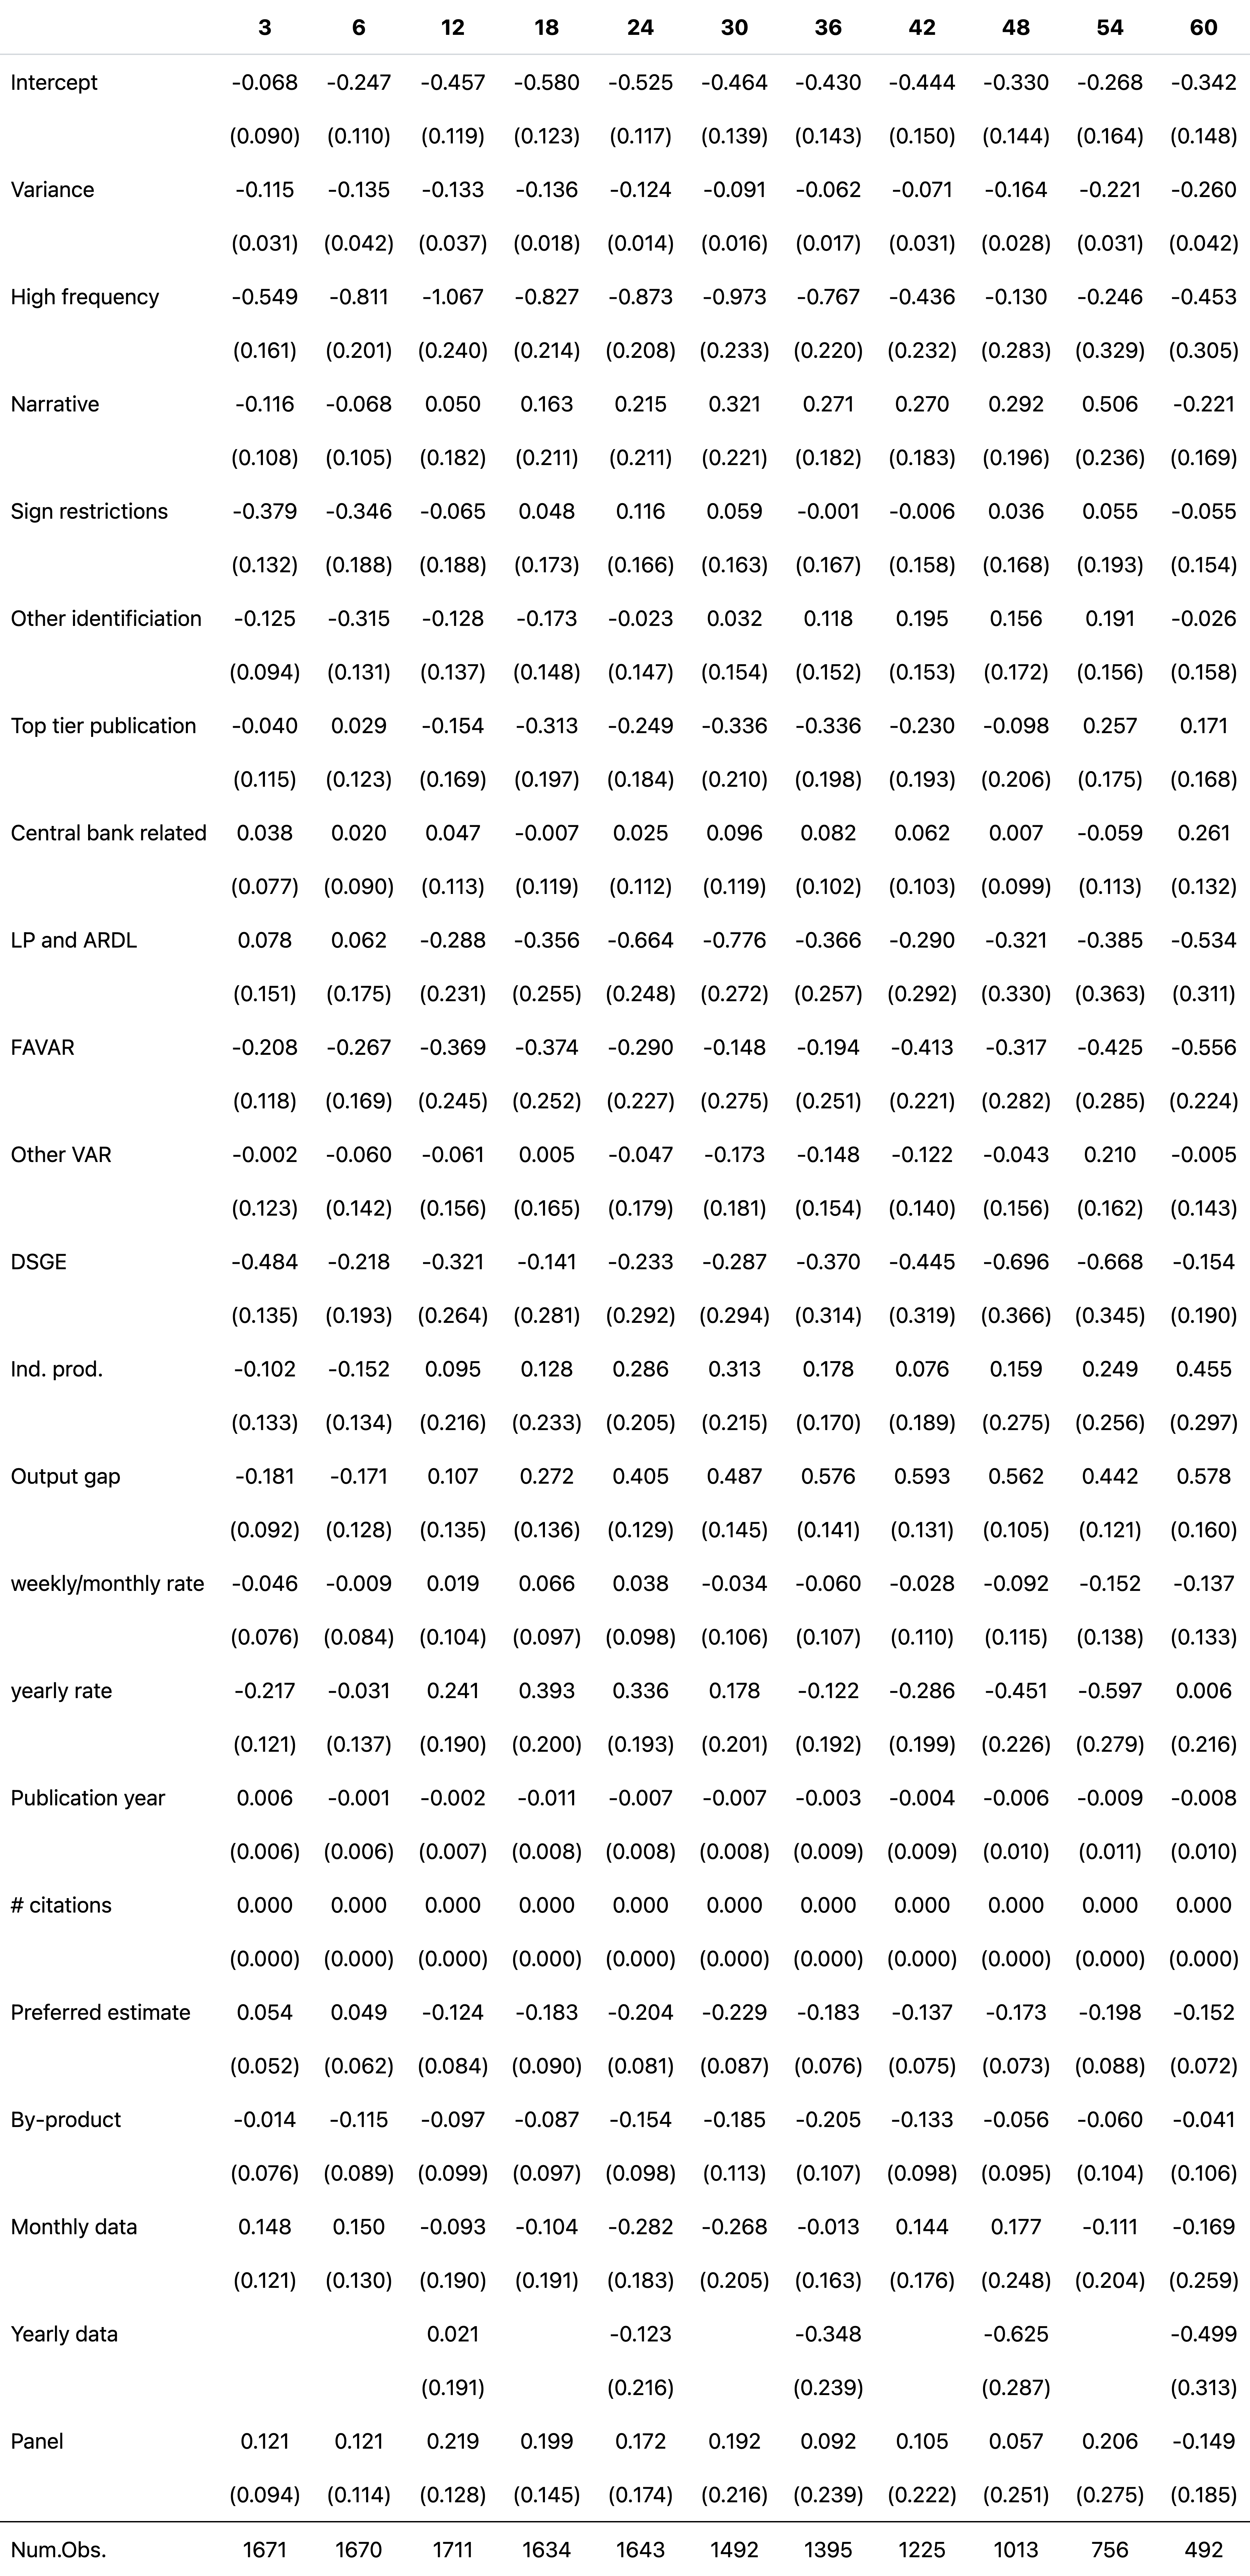 3 6 12 18 24 30 36 42 48 54 60
Intercept -0.068 -0.247 -0.457 -0.580 -0.525 -0.464 -0.430 -0.444 -0.330 -0.268 -0.342
(0.090) (0.110) (0.119) (0.123) (0.117) (0.139) (0.143) (0.150) (0.144) (0.164) (0.148)
Variance -0.115 -0.135 -0.133 -0.136 -0.124 -0.091 -0.062 -0.071 -0.164 -0.221 -0.260
(0.031) (0.042) (0.037) (0.018) (0.014) (0.016) (0.017) (0.031) (0.028) (0.031) (0.042)
High frequency -0.549 -0.811 -1.067 -0.827 -0.873 -0.973 -0.767 -0.436 -0.130 -0.246 -0.453
(0.161) (0.201) (0.240) (0.214) (0.208) (0.233) (0.220) (0.232) (0.283) (0.329) (0.305)
Narrative -0.116 -0.068 0.050 0.163 0.215 0.321 0.271 0.270 0.292 0.506 -0.221
(0.108) (0.105) (0.182) (0.211) (0.211) (0.221) (0.182) (0.183) (0.196) (0.236) (0.169)
Sign restrictions -0.379 -0.346 -0.065 0.048 0.116 0.059 -0.001 -0.006 0.036 0.055 -0.055
(0.132) (0.188) (0.188) (0.173) (0.166) (0.163) (0.167) (0.158) (0.168) (0.193) (0.154)
Other identificiation -0.125 -0.315 -0.128 -0.173 -0.023 0.032 0.118 0.195 0.156 0.191 -0.026
(0.094) (0.131) (0.137) (0.148) (0.147) (0.154) (0.152) (0.153) (0.172) (0.156) (0.158)
Top tier publication -0.040 0.029 -0.154 -0.313 -0.249 -0.336 -0.336 -0.230 -0.098 0.257 0.171
(0.115) (0.123) (0.169) (0.197) (0.184) (0.210) (0.198) (0.193) (0.206) (0.175) (0.168)
Central bank related 0.038 0.020 0.047 -0.007 0.025 0.096 0.082 0.062 0.007 -0.059 0.261
(0.077) (0.090) (0.113) (0.119) (0.112) (0.119) (0.102) (0.103) (0.099) (0.113) (0.132)
LP and ARDL 0.078 0.062 -0.288 -0.356 -0.664 -0.776 -0.366 -0.290 -0.321 -0.385 -0.534
(0.151) (0.175) (0.231) (0.255) (0.248) (0.272) (0.257) (0.292) (0.330) (0.363) (0.311)
FAVAR -0.208 -0.267 -0.369 -0.374 -0.290 -0.148 -0.194 -0.413 -0.317 -0.425 -0.556
(0.118) (0.169) (0.245) (0.252) (0.227) (0.275) (0.251) (0.221) (0.282) (0.285) (0.224)
Other VAR -0.002 -0.060 -0.061 0.005 -0.047 -0.173 -0.148 -0.122 -0.043 0.210 -0.005
(0.123) (0.142) (0.156) (0.165) (0.179) (0.181) (0.154) (0.140) (0.156) (0.162) (0.143)
DSGE -0.484 -0.218 -0.321 -0.141 -0.233 -0.287 -0.370 -0.445 -0.696 -0.668 -0.154
(0.135) (0.193) (0.264) (0.281) (0.292) (0.294) (0.314) (0.319) (0.366) (0.345) (0.190)
Ind. prod. -0.102 -0.152 0.095 0.128 0.286 0.313 0.178 0.076 0.159 0.249 0.455
(0.133) (0.134) (0.216) (0.233) (0.205) (0.215) (0.170) (0.189) (0.275) (0.256) (0.297)
Output gap -0.181 -0.171 0.107 0.272 0.405 0.487 0.576 0.593 0.562 0.442 0.578
(0.092) (0.128) (0.135) (0.136) (0.129) (0.145) (0.141) (0.131) (0.105) (0.121) (0.160)
weekly/monthly rate -0.046 -0.009 0.019 0.066 0.038 -0.034 -0.060 -0.028 -0.092 -0.152 -0.137
(0.076) (0.084) (0.104) (0.097) (0.098) (0.106) (0.107) (0.110) (0.115) (0.138) (0.133)
yearly rate -0.217 -0.031 0.241 0.393 0.336 0.178 -0.122 -0.286 -0.451 -0.597 0.006
(0.121) (0.137) (0.190) (0.200) (0.193) (0.201) (0.192) (0.199) (0.226) (0.279) (0.216)
Publication year 0.006 -0.001 -0.002 -0.011 -0.007 -0.007 -0.003 -0.004 -0.006 -0.009 -0.008
(0.006) (0.006) (0.007) (0.008) (0.008) (0.008) (0.009) (0.009) (0.010) (0.011) (0.010)
# citations 0.000 0.000 0.000 0.000 0.000 0.000 0.000 0.000 0.000 0.000 0.000
(0.000) (0.000) (0.000) (0.000) (0.000) (0.000) (0.000) (0.000) (0.000) (0.000) (0.000)
Preferred estimate 0.054 0.049 -0.124 -0.183 -0.204 -0.229 -0.183 -0.137 -0.173 -0.198 -0.152
(0.052) (0.062) (0.084) (0.090) (0.081) (0.087) (0.076) (0.075) (0.073) (0.088) (0.072)
By-product -0.014 -0.115 -0.097 -0.087 -0.154 -0.185 -0.205 -0.133 -0.056 -0.060 -0.041
(0.076) (0.089) (0.099) (0.097) (0.098) (0.113) (0.107) (0.098) (0.095) (0.104) (0.106)
Monthly data 0.148 0.150 -0.093 -0.104 -0.282 -0.268 -0.013 0.144 0.177 -0.111 -0.169
(0.121) (0.130) (0.190) (0.191) (0.183) (0.205) (0.163) (0.176) (0.248) (0.204) (0.259)
Yearly data 0.021 -0.123 -0.348 -0.625 -0.499
(0.191) (0.216) (0.239) (0.287) (0.313)
Panel 0.121 0.121 0.219 0.199 0.172 0.192 0.092 0.105 0.057 0.206 -0.149
(0.094) (0.114) (0.128) (0.145) (0.174) (0.216) (0.239) (0.222) (0.251) (0.275) (0.185)
Num.Obs. 1671 1670 1711 1634 1643 1492 1395 1225 1013 756 492